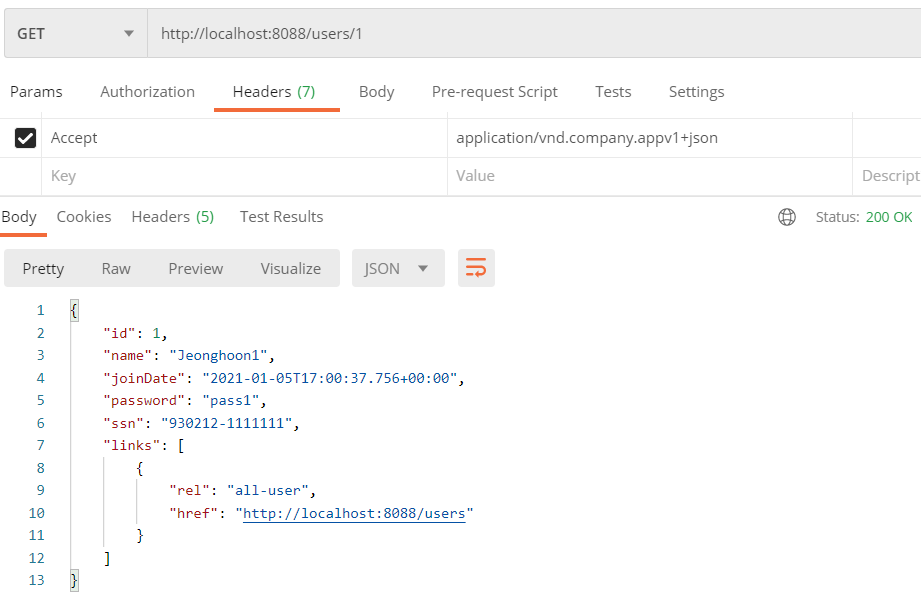 GET http://localhost:8088/users/1
Params Authorization Headers (7) Body Pre-request Script Tests Settings
Accept application/vnd.company.appv1+json
Key Value Descript
Body Cookies Headers (5) Test Results Status: 200 OK
Pretty Raw Preview Visualize JSON
1 {
2 "id": 1,
3 "name": "Jeonghoon1",
4 "joinDate": "2021-01-05T17:00:37.756+00:00",
5 "password": "pass1",
6 "ssn": "930212-1111111",
7 "links": [
8 {
9 "rel": "all-user",
10 "href": "http://localhost:8088/users"
11 }
12 ]
13 }